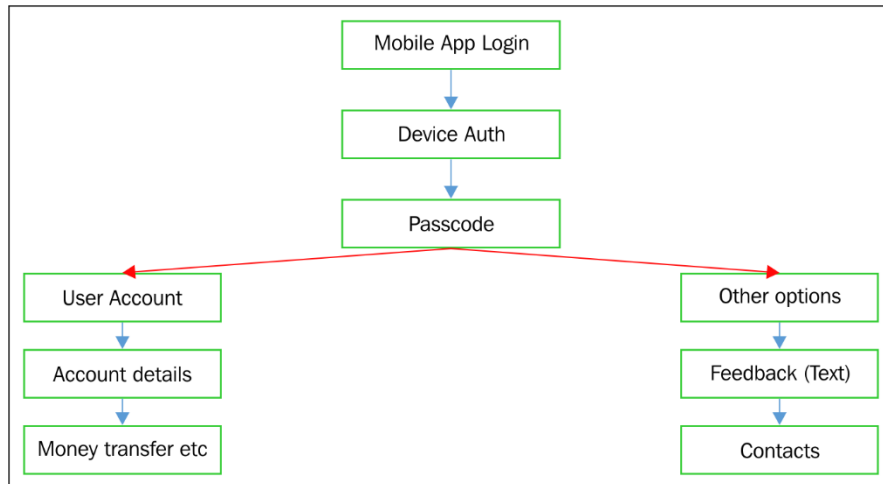 Mobile App Login
Device Auth
Passcode
User Account
Other options
Account details
Feedback (Text)
Money transfer etc
Contacts